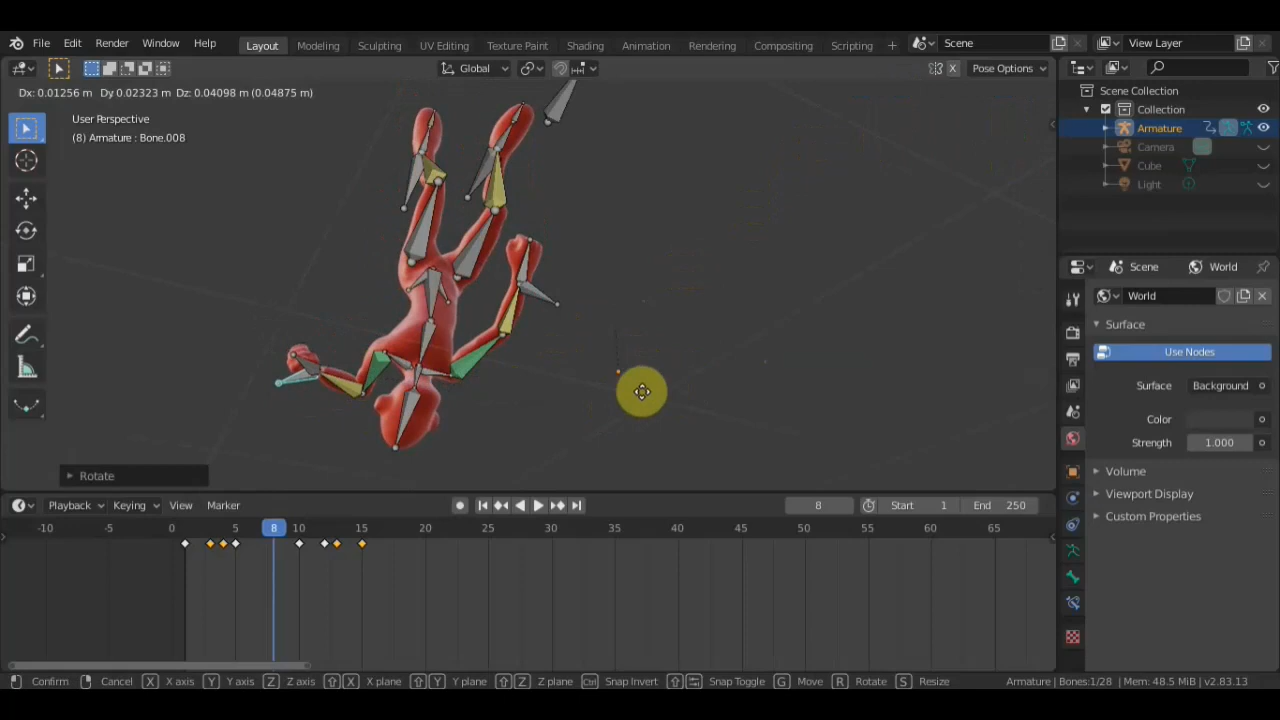 File Edit Render Window Help Layout Modeling Sculpting UV Editing Texture Paint Shading Animation Rendering Compositing Scripting + Scene View Layer
Global Pose Options
X
Dx: 0.01256 m Dy 0.02323 m Dz: 0.04098 m (0.04875 m)
User Perspective
(8) Armature : Bone.008
Scene Collection
Collection
Armature
Camera
Cube
Light
Scene World
World
Surface
Use Nodes
Surface Background
Color
Strength 1.000
Volume
Viewport Display
Custom Properties
Rotate
Playback Keying View Marker 8 Start 1 End 250
-10 -5 0 5 8 10 15 20 25 30 35 40 45 50 55 60 65
Confirm Cancel X X axis Y Y axis Z Z axis X X plane Y Y plane Z Z plane Ctrl Snap Invert Snap Toggle G Move R Rotate S Resize Armature | Bones:1/28 | Mem: 48.5 MiB | v2.83.13